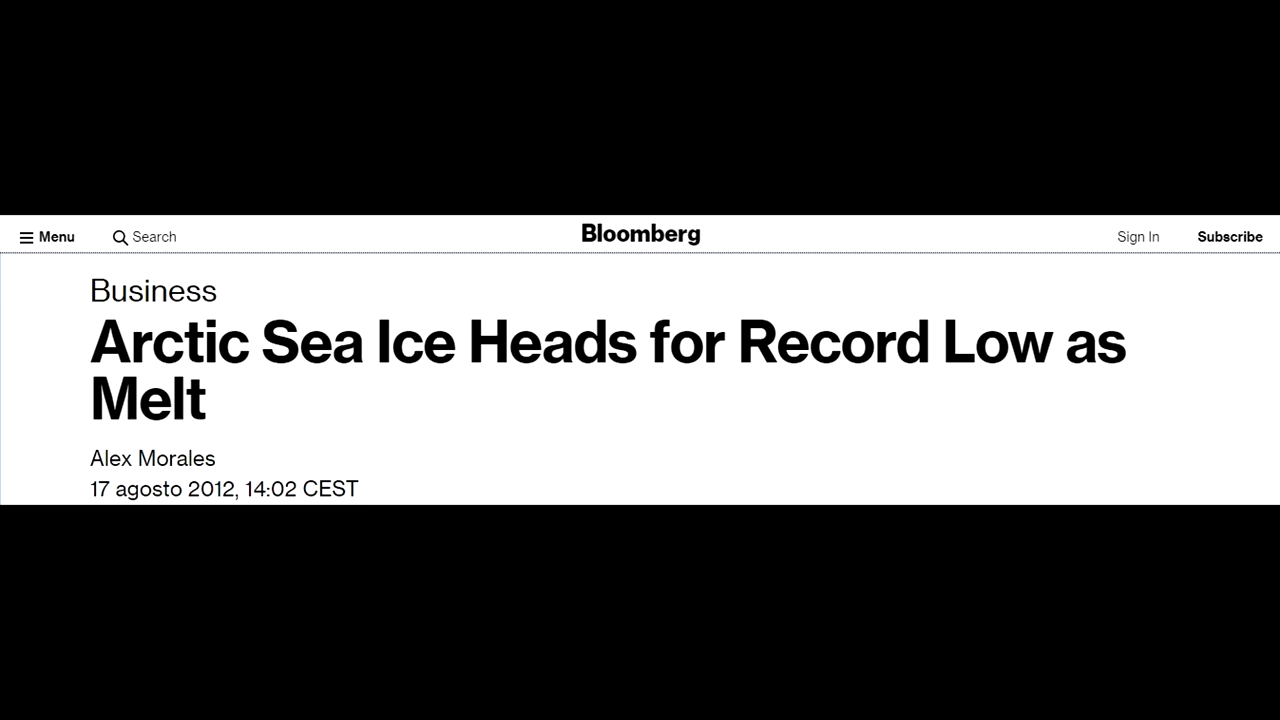 Menu Search Bloomberg Sign In Subscribe
Business
Arctic Sea Ice Heads for Record Low as
Melt
Alex Morales
17 agosto 2012, 14:02 CEST